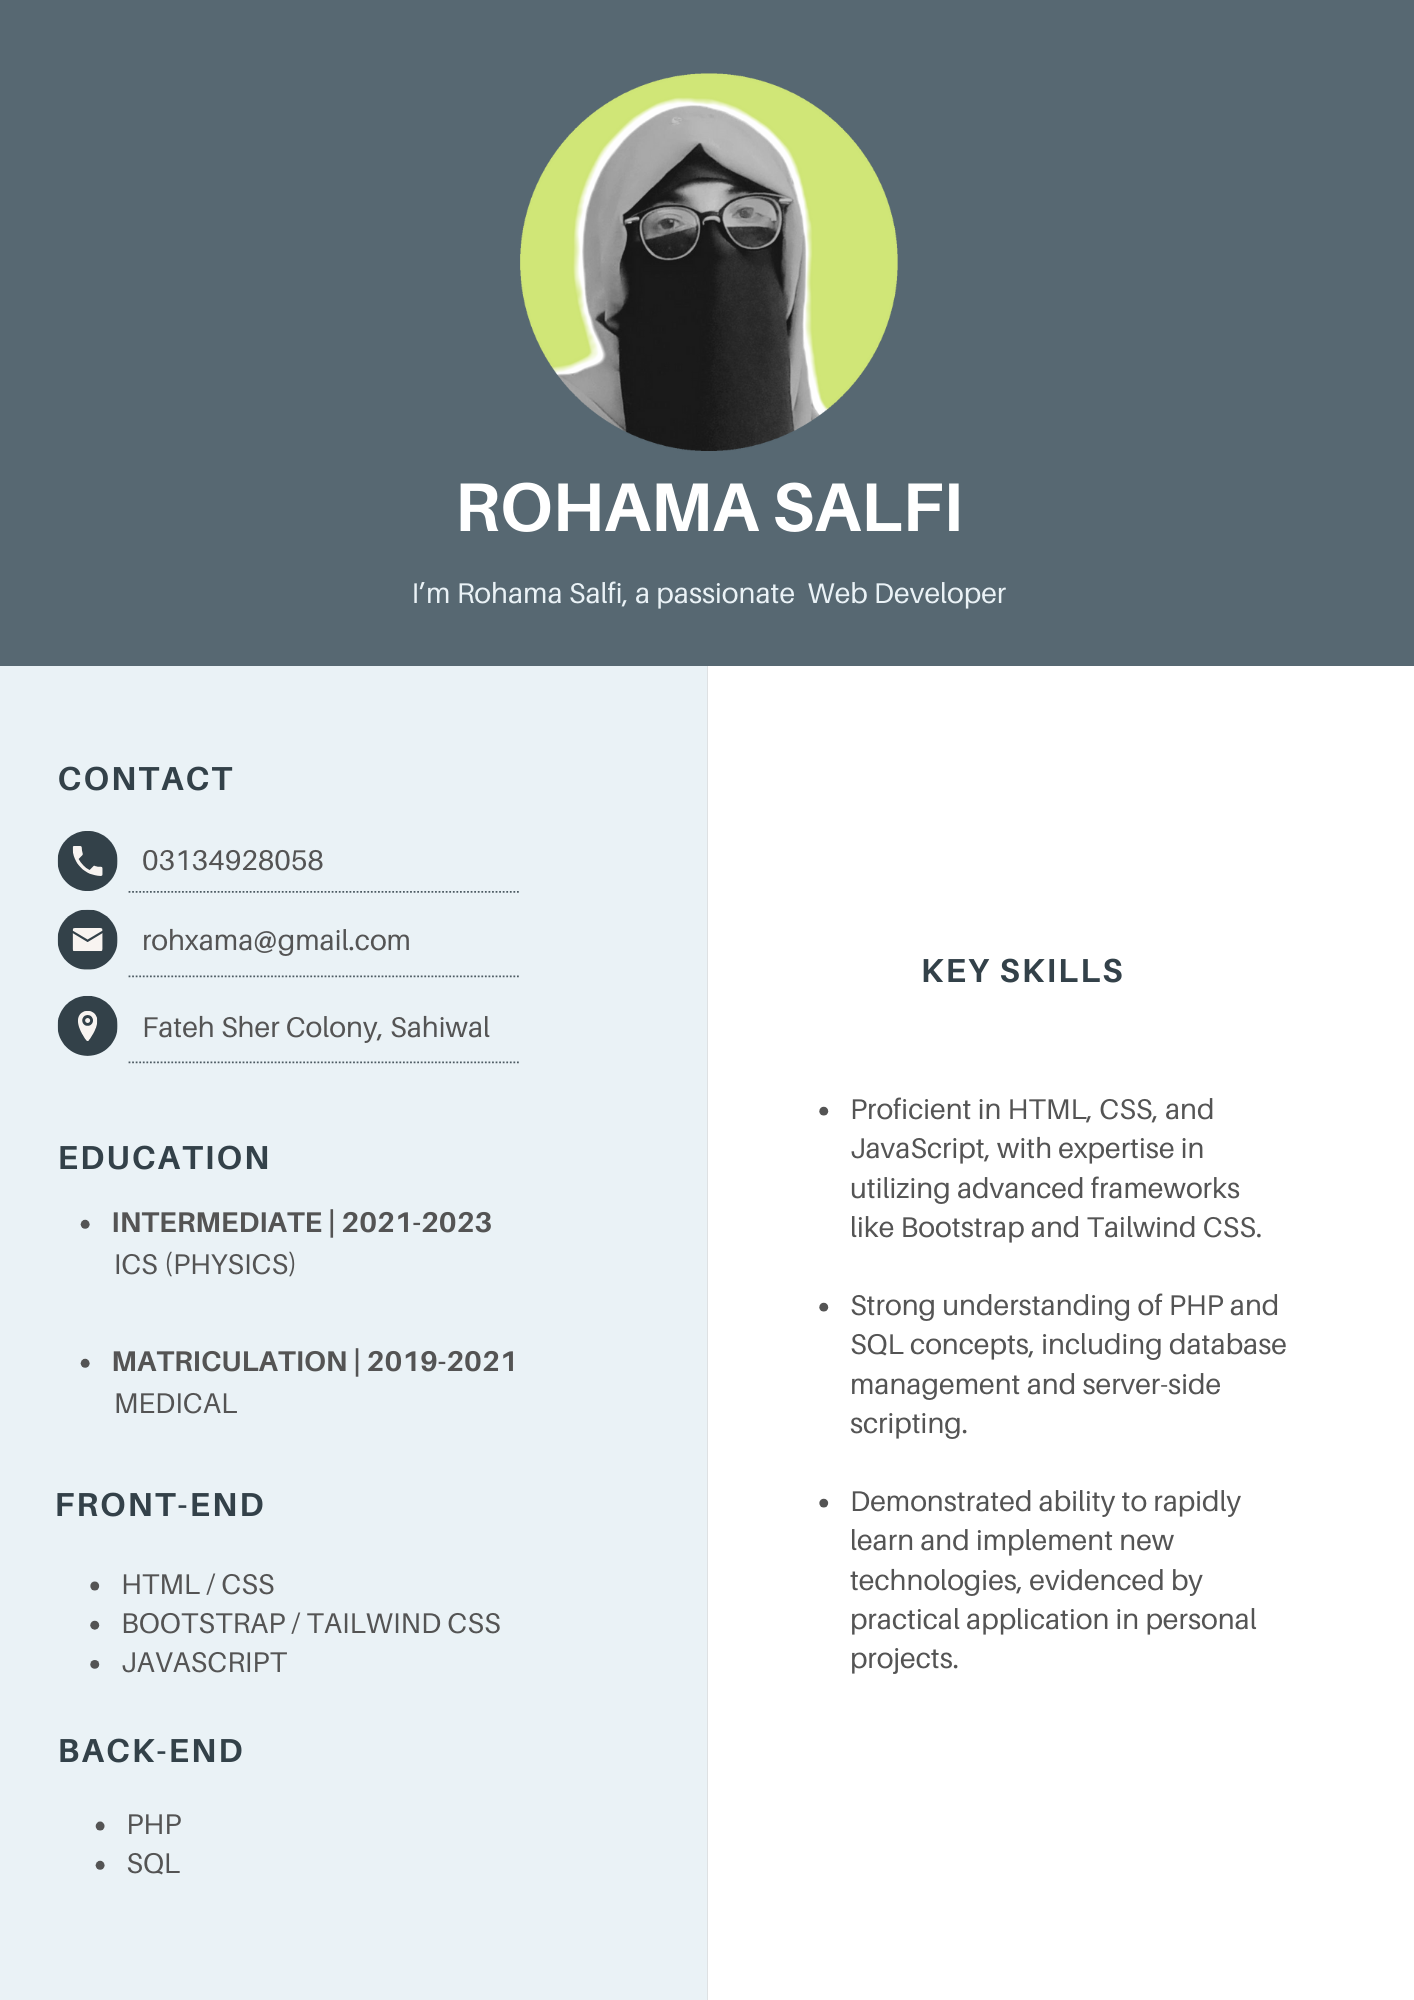 ROHAMA SALFI
I’m Rohama Salfi, a passionate  Web Developer
CONTACT
03134928058
rohxama@gmail.com
Fateh Sher Colony, Sahiwal
EDUCATION
• INTERMEDIATE | 2021-2023
ICS (PHYSICS)
• MATRICULATION | 2019-2021
MEDICAL
FRONT-END
• HTML / CSS
• BOOTSTRAP / TAILWIND CSS
• JAVASCRIPT
BACK-END
• PHP
• SQL
KEY SKILLS
• Proficient in HTML, CSS, and
JavaScript, with expertise in
utilizing advanced frameworks
like Bootstrap and Tailwind CSS.
• Strong understanding of PHP and
SQL concepts, including database
management and server-side
scripting.
• Demonstrated ability to rapidly
learn and implement new
technologies, evidenced by
practical application in personal
projects.